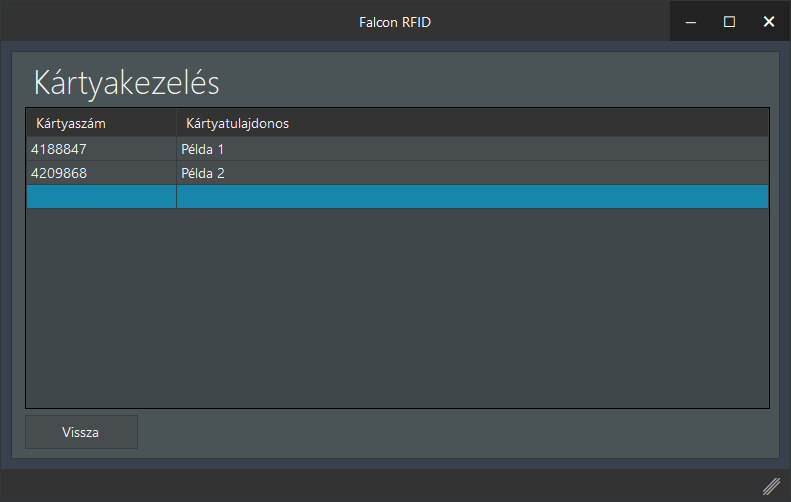 Falcon RFID
Kártyakezelés
Kártyaszám Kártyatulajdonos
4188847 Példa 1
4209868 Példa 2
Vissza